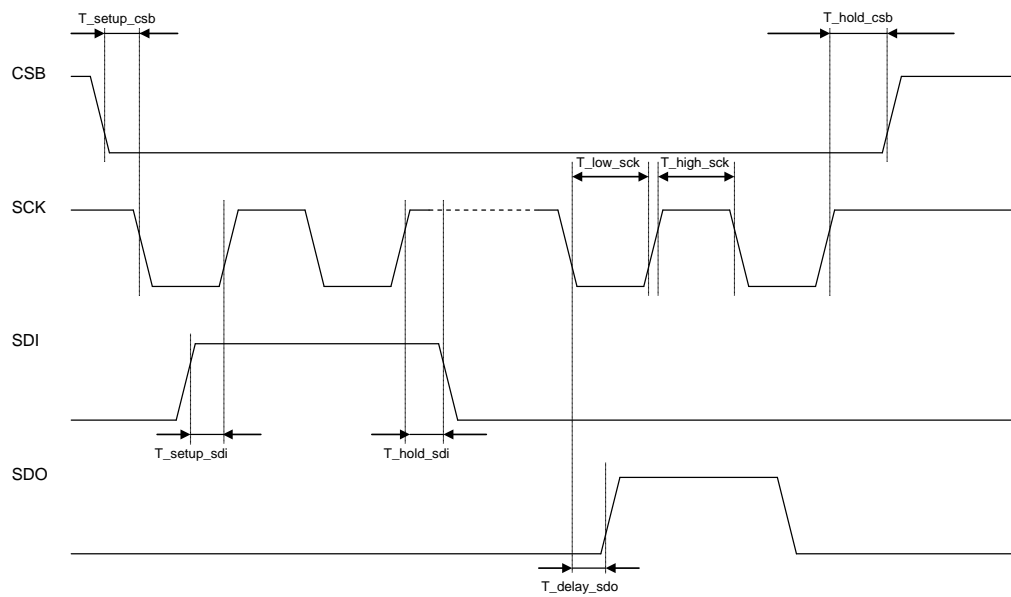 T_setup_csb
T_hold_csb
CSB
T_low_sck
T_high_sck
SCK
SDI
T_setup_sdi
T_hold_sdi
SDO
T_delay_sdo